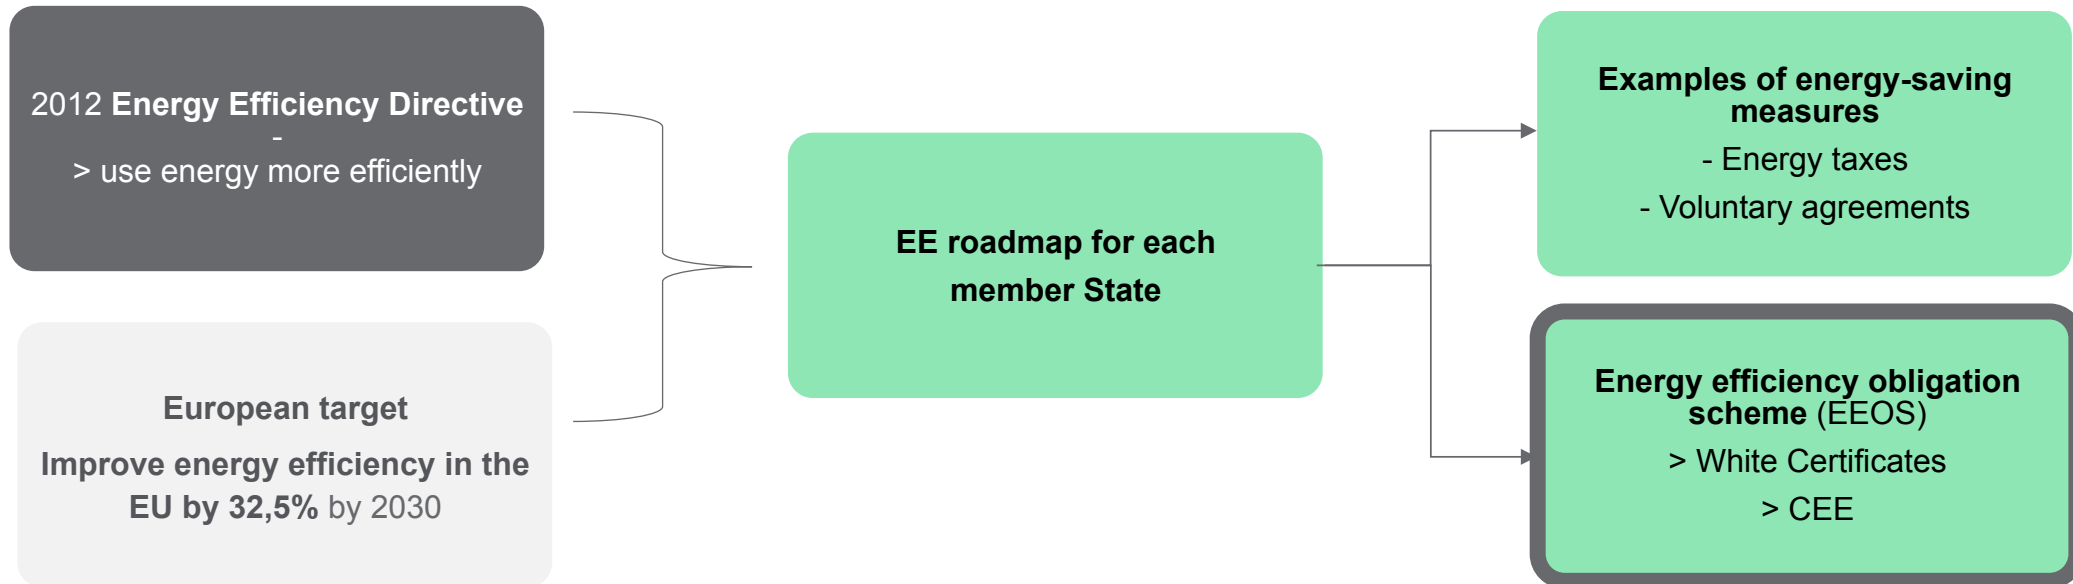 2012 Energy Efficiency Directive
-
> use energy more efficiently
European target
Improve energy efficiency in the
EU by 32,5% by 2030
EE roadmap for each
member State
Examples of energy-saving
measures
- Energy taxes
- Voluntary agreements
Energy efficiency obligation
scheme (EEOS)
> White Certificates
> CEE